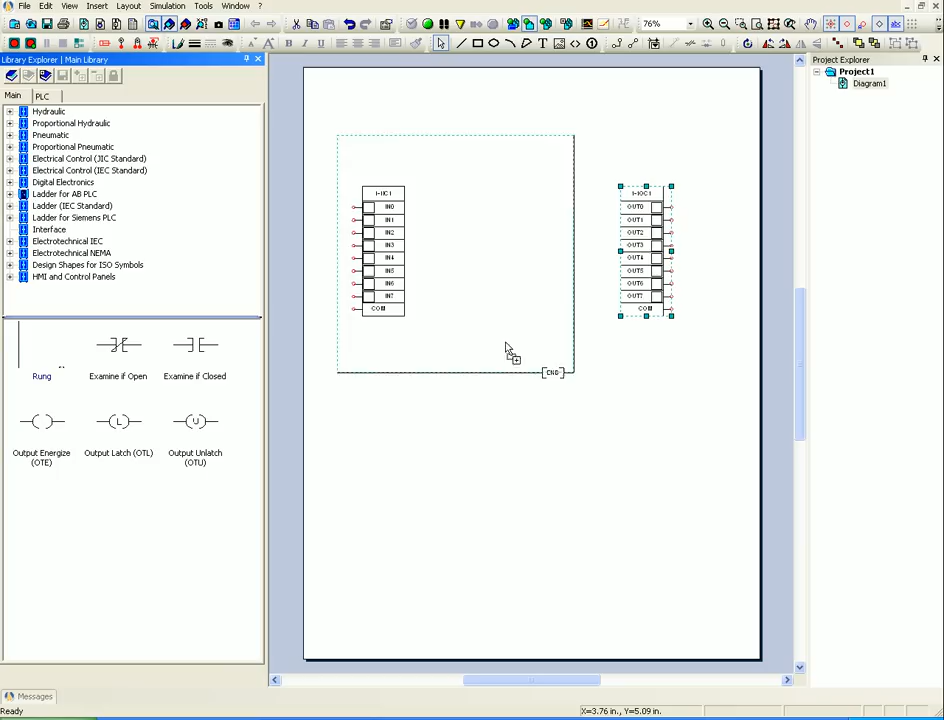 File Edit View Insert Layout Simulation Tools Window ?
76%
Library Explorer | Main Library
Main PLC
Hydraulic
Proportional Hydraulic
Pneumatic
Proportional Pneumatic
Electrical Control (JIC Standard)
Electrical Control (IEC Standard)
Digital Electronics
Ladder for AB PLC
Ladder (IEC Standard)
Ladder for Siemens PLC
Interface
Electrotechnical IEC
Electrotechnical NEMA
Design Shapes for ISO Symbols
HMI and Control Panels
Rung
Examine if Open
Examine if Closed
Output Energize (OTE)
L
Output Latch (OTL)
U
Output Unlatch (OTU)
IN0
IN1
IN2
IN3
IN4
IN5
IN6
IN7
COM
OUT0
OUT1
OUT2
OUT3
OUT4
OUT5
OUT6
OUT7
COM
Project Explorer
Project1
Diagram1
Messages
Ready
X=3.76 in., Y=5.09 in.